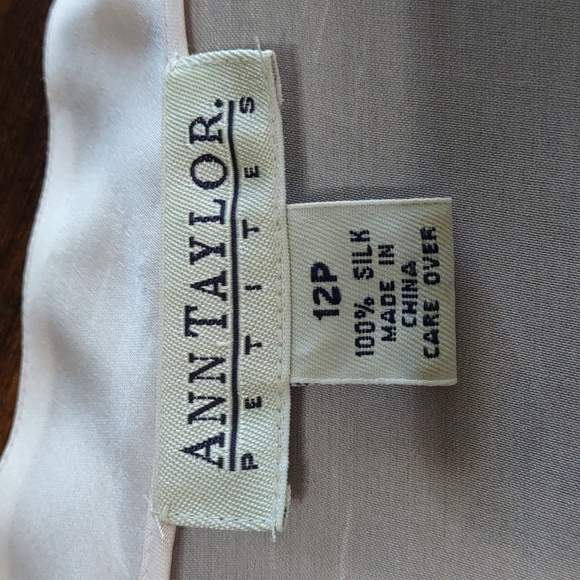 ANNTAYLOR.
PETITES
12P
100% SILK
MADE IN
CHINA
CARE OVER